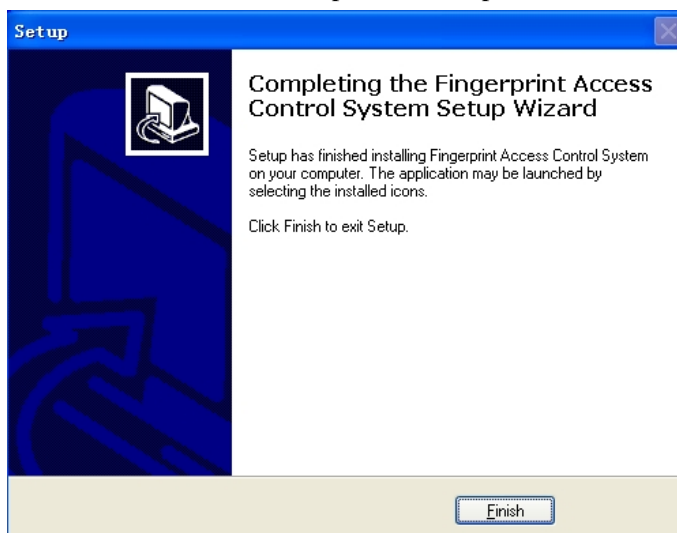 Setup
Completing the Fingerprint Access
Control System Setup Wizard
Setup has finished installing Fingerprint Access Control System
on your computer. The application may be launched by
selecting the installed icons.
Click Finish to exit Setup.
Finish